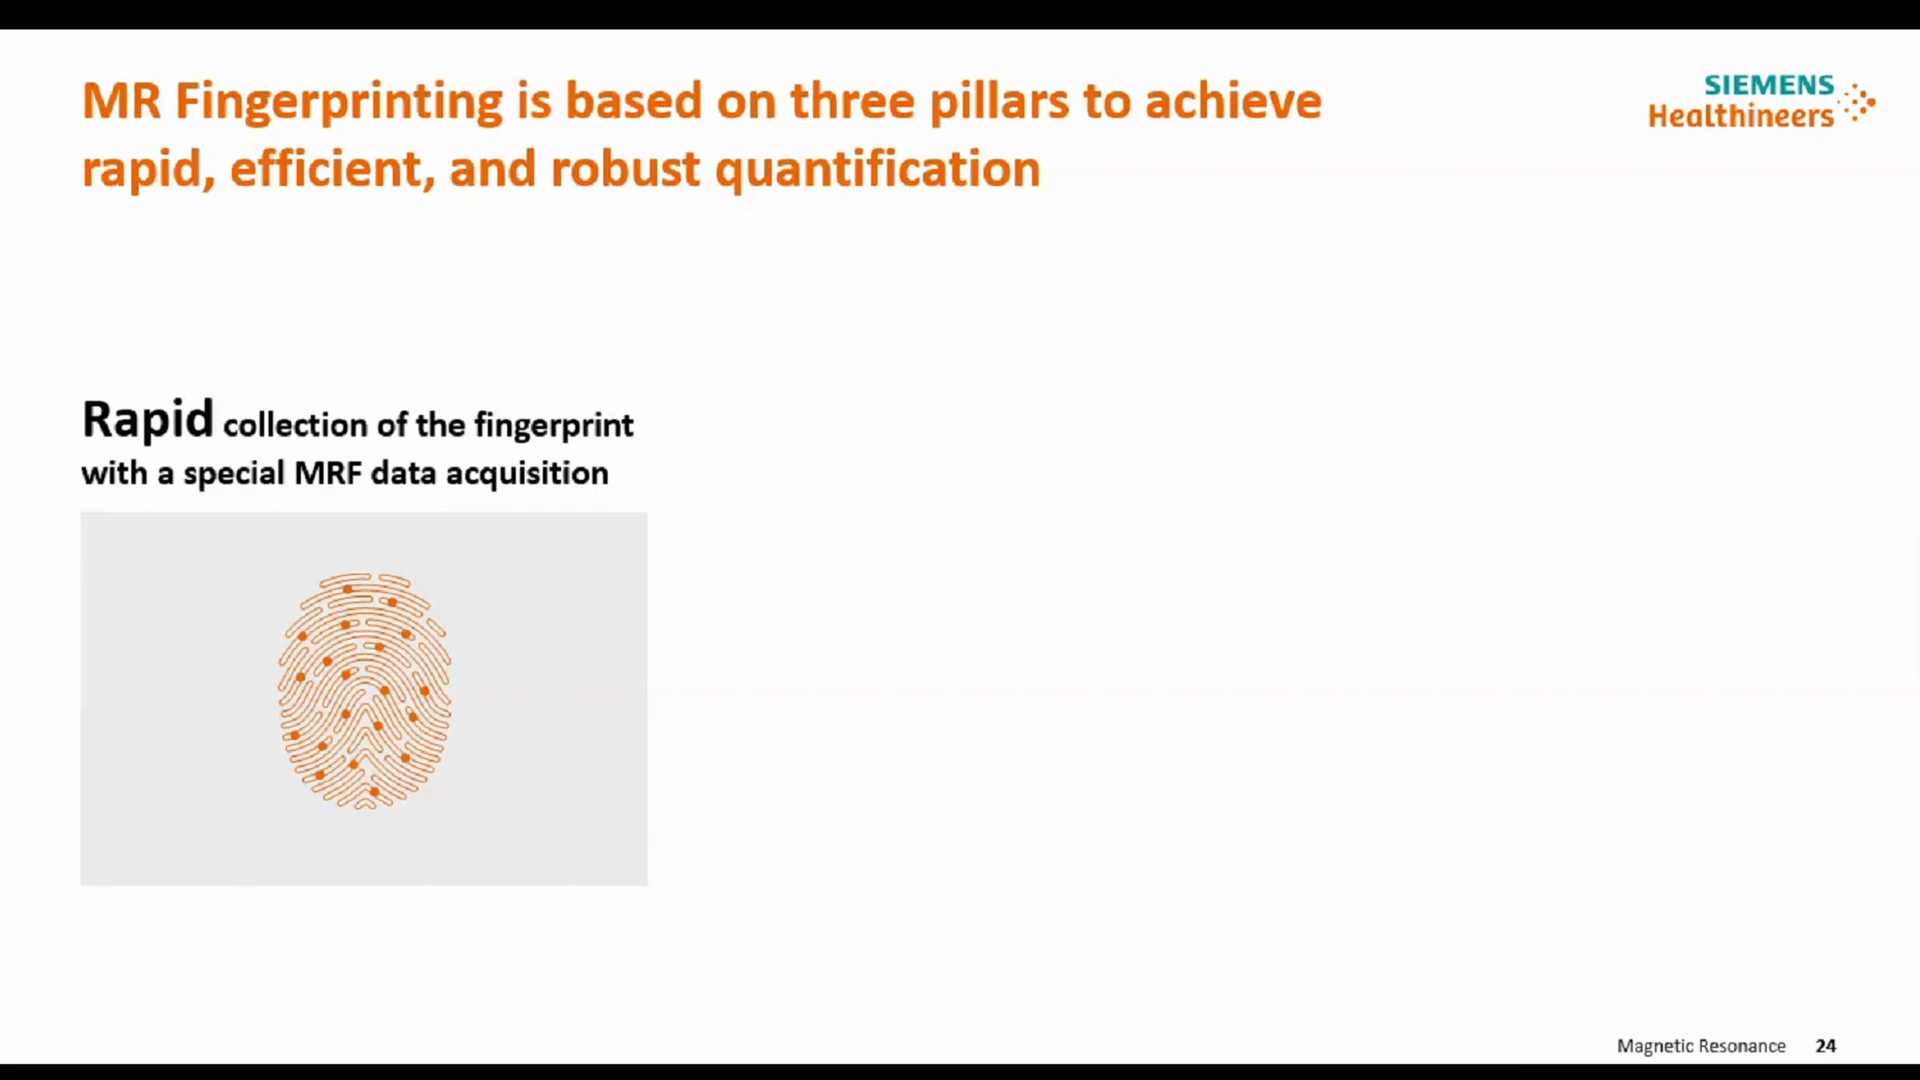 MR Fingerprinting is based on three pillars to achieve
rapid, efficient, and robust quantification
SIEMENS
Healthineers
Rapid collection of the fingerprint
with a special MRF data acquisition
Magnetic Resonance 24